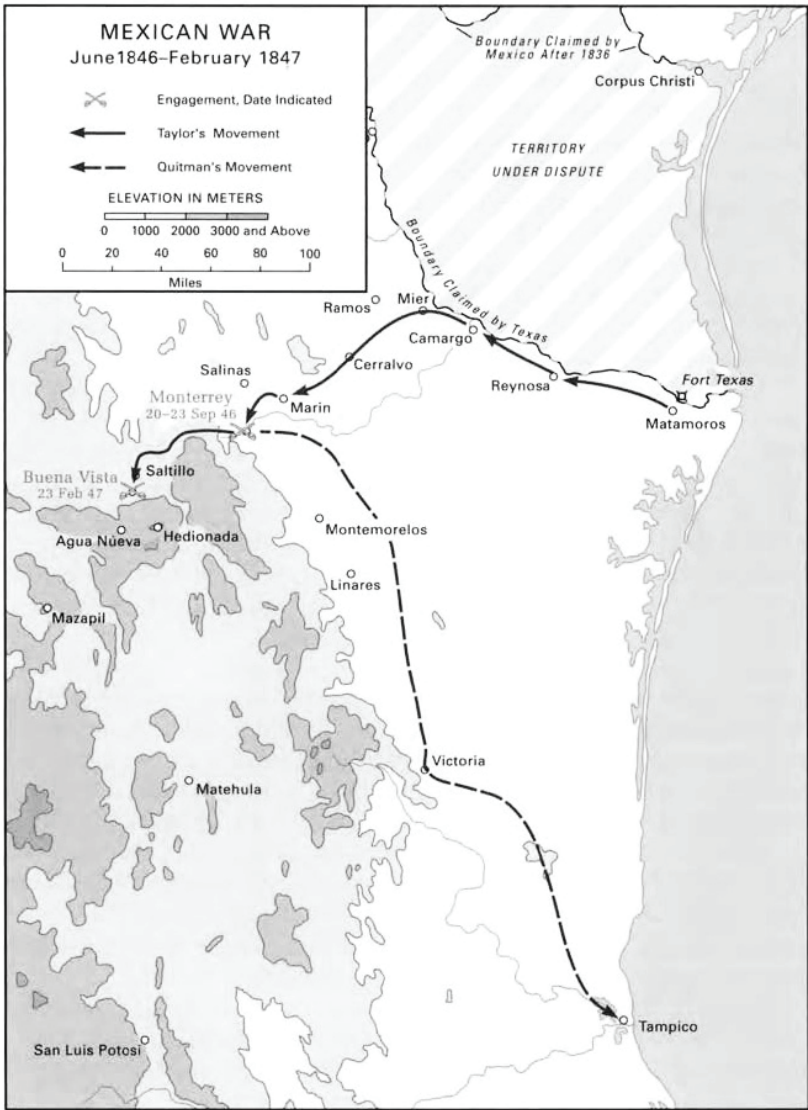 MEXICAN WAR
June 1846–February 1847
Engagement, Date Indicated
Taylor's Movement
Quitman's Movement
ELEVATION IN METERS
0 1000 2000 3000 and Above
0 20 40 60 80 100
Miles
Boundary Claimed by
Mexico After 1836
Corpus Christi
TERRITORY
UNDER DISPUTE
Boundary Claimed by Texas
Ramos
Mier
Camargo
Cerralvo
Reynosa
Fort Texas
Matamoros
Salinas
Marin
Monterrey
20–23 Sep 46
Saltillo
Buena Vista
23 Feb 47
Agua Núeva
Hedionada
Montemorelos
Linares
Mazapil
Victoria
Matehula
Tampico
San Luis Potosi